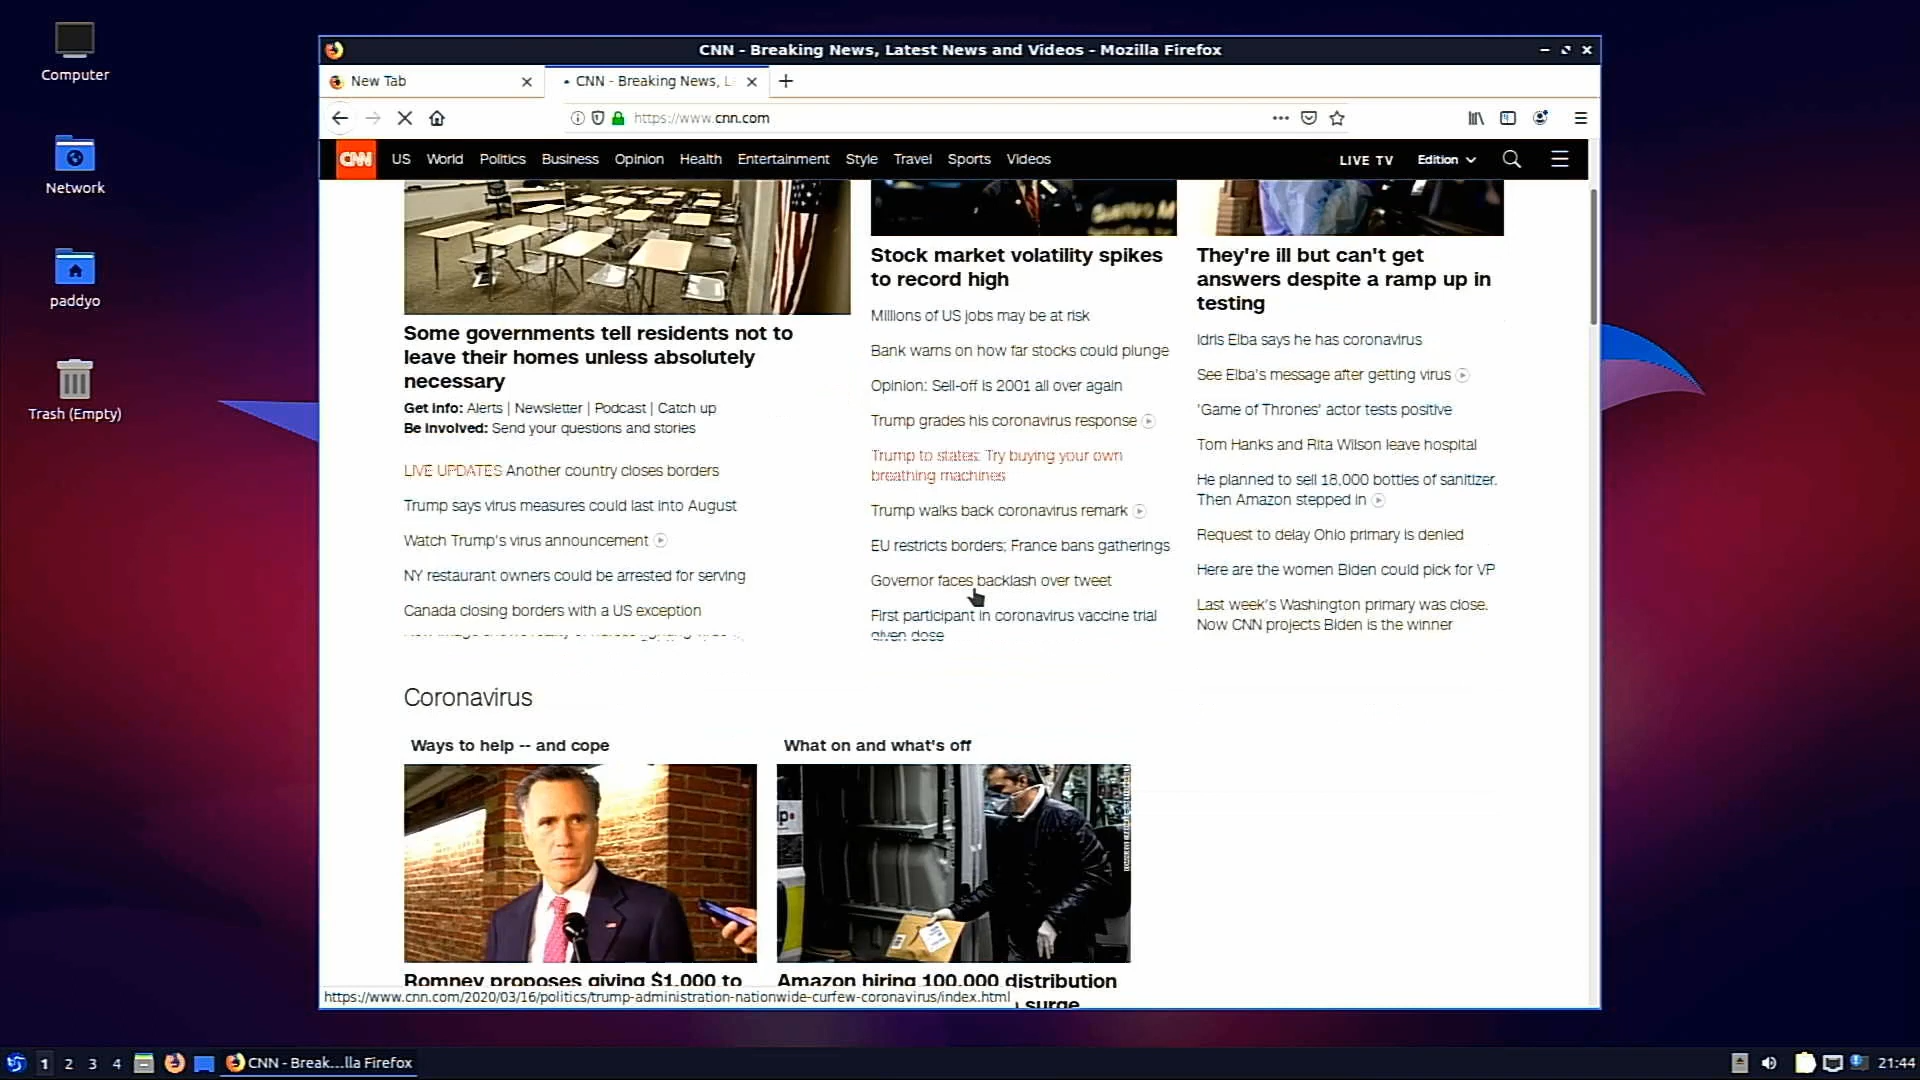 Computer
Network
paddyo
Trash (Empty)
CNN - Breaking News, Latest News and Videos - Mozilla Firefox
New Tab
CNN - Breaking News, L
https://www.cnn.com
CNN US World Politics Business Opinion Health Entertainment Style Travel Sports Videos LIVE TV Edition
Some governments tell residents not to
leave their homes unless absolutely
necessary
Get info: Alerts | Newsletter | Podcast | Catch up
Be involved: Send your questions and stories
LIVE UPDATES Another country closes borders
Trump says virus measures could last into August
Watch Trump's virus announcement
NY restaurant owners could be arrested for serving
Canada closing borders with a US exception
Stock market volatility spikes
to record high
Millions of US jobs may be at risk
Bank warns on how far stocks could plunge
Opinion: Sell-off is 2001 all over again
Trump grades his coronavirus response
Trump to states: Try buying your own
breathing machines
Trump walks back coronavirus remark
EU restricts borders; France bans gatherings
Governor faces backlash over tweet
First participant in coronavirus vaccine trial
given dose
They're ill but can't get
answers despite a ramp up in
testing
Idris Elba says he has coronavirus
See Elba's message after getting virus
'Game of Thrones' actor tests positive
Tom Hanks and Rita Wilson leave hospital
He planned to sell 18,000 bottles of sanitizer.
Then Amazon stepped in
Request to delay Ohio primary is denied
Here are the women Biden could pick for VP
Last week's Washington primary was close.
Now CNN projects Biden is the winner
Coronavirus
Ways to help -- and cope
What on and what's off
Romney proposes giving $1,000 to
Amazon hiring 100,000 distribution
surge
https://www.cnn.com/2020/03/16/politics/trump-administration-nationwide-curfew-coronavirus/index.html
1 2 3 4
CNN - Break...lla Firefox
21:44